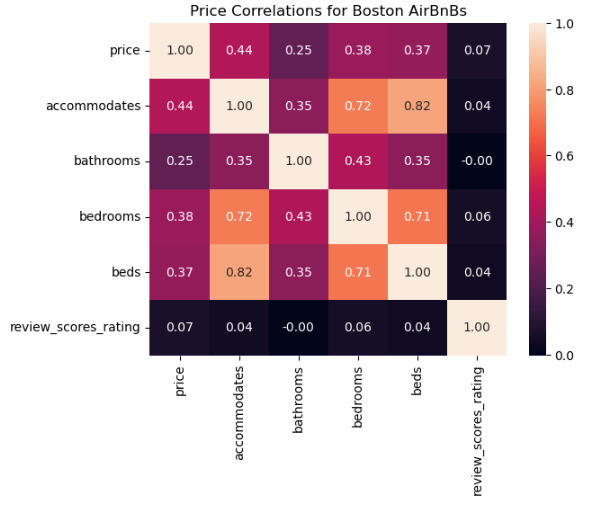 Price Correlations for Boston AirBnBs
price 1.00 0.44 0.25 0.38 0.37 0.07
accommodates 0.44 1.00 0.35 0.72 0.82 0.04
bathrooms 0.25 0.35 1.00 0.43 0.35 -0.00
bedrooms 0.38 0.72 0.43 1.00 0.71 0.06
beds 0.37 0.82 0.35 0.71 1.00 0.04
review_scores_rating 0.07 0.04 -0.00 0.06 0.04 1.00
price
accommodates
bathrooms
bedrooms
beds
review_scores_rating
1.0
0.8
0.6
0.4
0.2
0.0